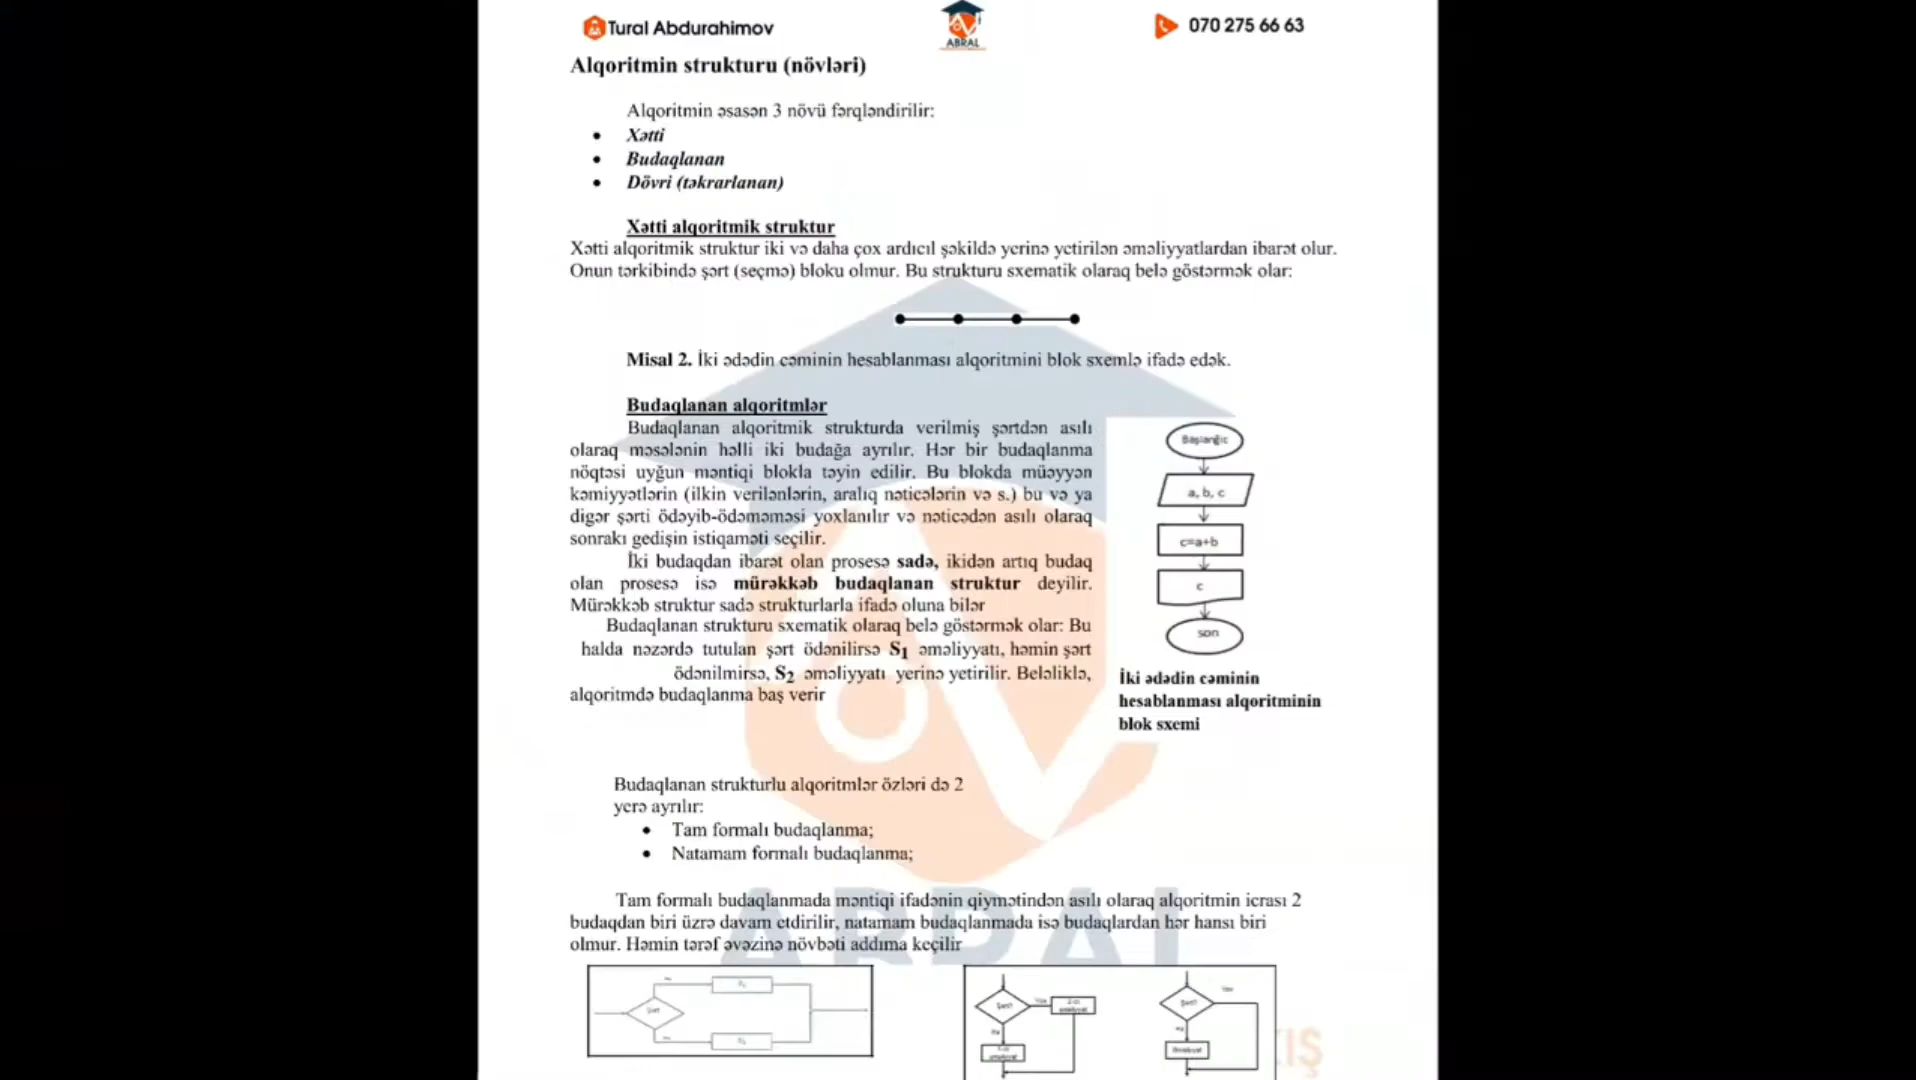 Tural Abdurahimov
ABRAL
070 275 66 63
Alqoritmin strukturu (növləri)
Alqoritmin əsasən 3 növü fərqləndirilir:
• Xətti
• Budaqlanan
• Dövri (təkrarlanan)
Xətti alqoritmik struktur
Xətti alqoritmik struktur iki və daha çox ardıcıl şəkildə yerinə yetirilən əməliyyatlardan ibarət olur.
Onun tərkibində şərt (seçmə) bloku olmur. Bu strukturu sxematik olaraq belə göstərmək olar:
Misal 2. İki ədədin cəminin hesablanması alqoritmini blok sxemlə ifadə edək.
Budaqlanan alqoritmlər
Budaqlanan alqoritmik strukturda verilmiş şərtdən asılı
olaraq məsələnin həlli iki budağa ayrılır. Hər bir budaqlanma
nöqtəsi uyğun məntiqi blokla təyin edilir. Bu blokda müəyyən
kəmiyyətlərin (ilkin verilənlərin, aralıq nəticələrin və s.) bu və ya
digər şərti ödəyib-ödəməməsi yoxlanılır və nəticədən asılı olaraq
sonrakı gedişin istiqaməti seçilir.
İki budaqdan ibarət olan prosesə sadə, ikidən artıq budaq
olan prosesə isə mürəkkəb budaqlanan struktur deyilir.
Mürəkkəb struktur sadə strukturlarla ifadə oluna bilər
Budaqlanan strukturu sxematik olaraq belə göstərmək olar: Bu
halda nəzərdə tutulan şərt ödənilirsə S1 əməliyyatı, həmin şərt
ödənilmirsə, S2 əməliyyatı yerinə yetirilir. Beləliklə,
alqoritmdə budaqlanma baş verir
Başlanğıc
a, b, c
c=a+b
c
son
İki ədədin cəminin
hesablanması alqoritminin
blok sxemi
Budaqlanan strukturlu alqoritmlər özləri də 2
yerə ayrılır:
• Tam formalı budaqlanma;
• Natamam formalı budaqlanma;
Tam formalı budaqlanmada məntiqi ifadənin qiymətindən asılı olaraq alqoritmin icrası 2
budaqdan biri üzrə davam etdirilir, natamam budaqlanmada isə budaqlardan hər hansı biri
olmur. Həmin tərəf əvəzinə növbəti addıma keçilir
Şərt
Şərt?
Yox
Şərt?
Yox